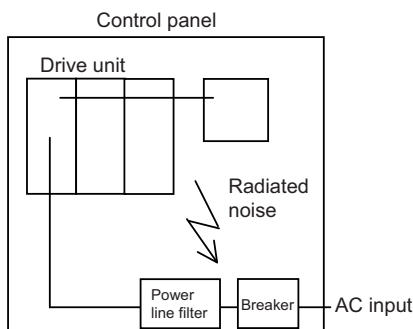 Control panel
Drive unit
Radiated
noise
Power
line filter
Breaker
AC input